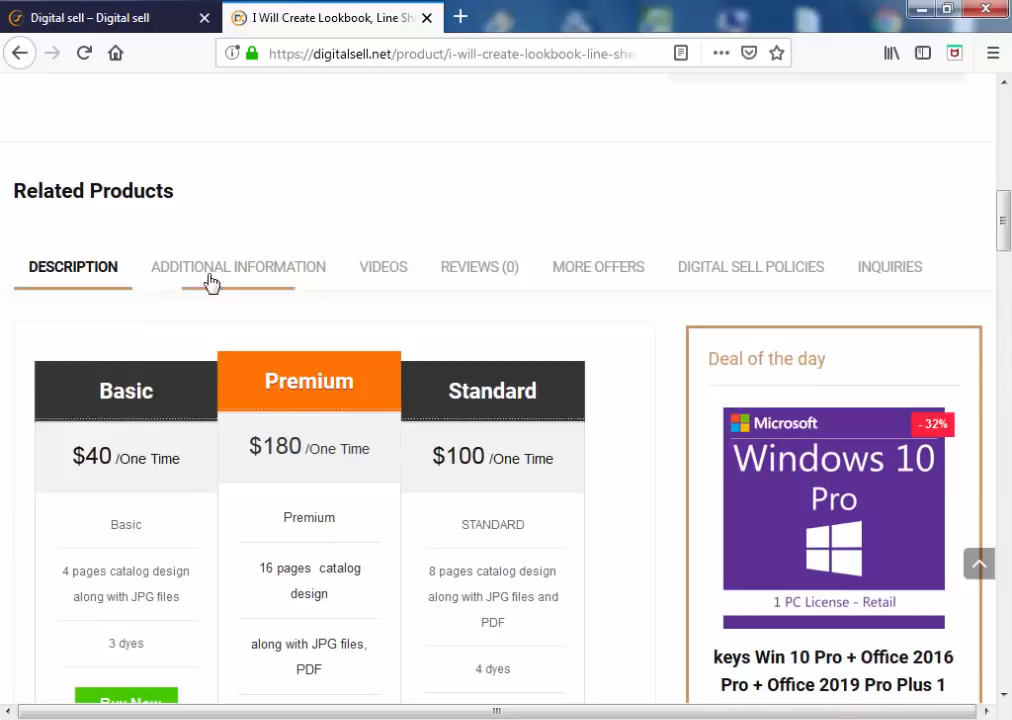 Digital sell – Digital sell
I Will Create Lookbook, Line Sh
https://digitalsell.net/product/i-will-create-lookbook-line-she
Related Products
DESCRIPTION
ADDITIONAL INFORMATION
VIDEOS
REVIEWS (0)
MORE OFFERS
DIGITAL SELL POLICIES
INQUIRIES
Basic
$40 /One Time
Basic
4 pages catalog design
along with JPG files
3 dyes
Buy Now
Premium
$180 /One Time
Premium
16 pages catalog
design
along with JPG files,
PDF
Standard
$100 /One Time
STANDARD
8 pages catalog design
along with JPG files and
PDF
4 dyes
Deal of the day
Microsoft
- 32%
Windows 10
Pro
1 PC License - Retail
keys Win 10 Pro + Office 2016
Pro + Office 2019 Pro Plus 1